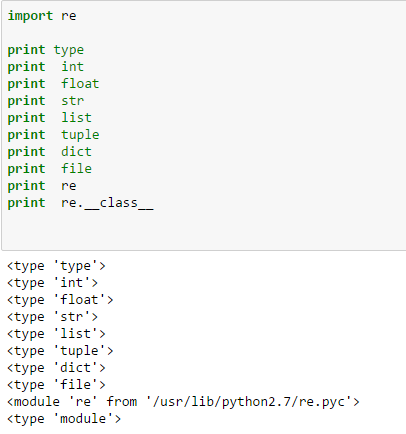 import re
print type
print  int
print  float
print  str
print  list
print  tuple
print  dict
print  file
print  re
print  re.__class__
<type 'type'>
<type 'int'>
<type 'float'>
<type 'str'>
<type 'list'>
<type 'tuple'>
<type 'dict'>
<type 'file'>
<module 're' from '/usr/lib/python2.7/re.pyc'>
<type 'module'>